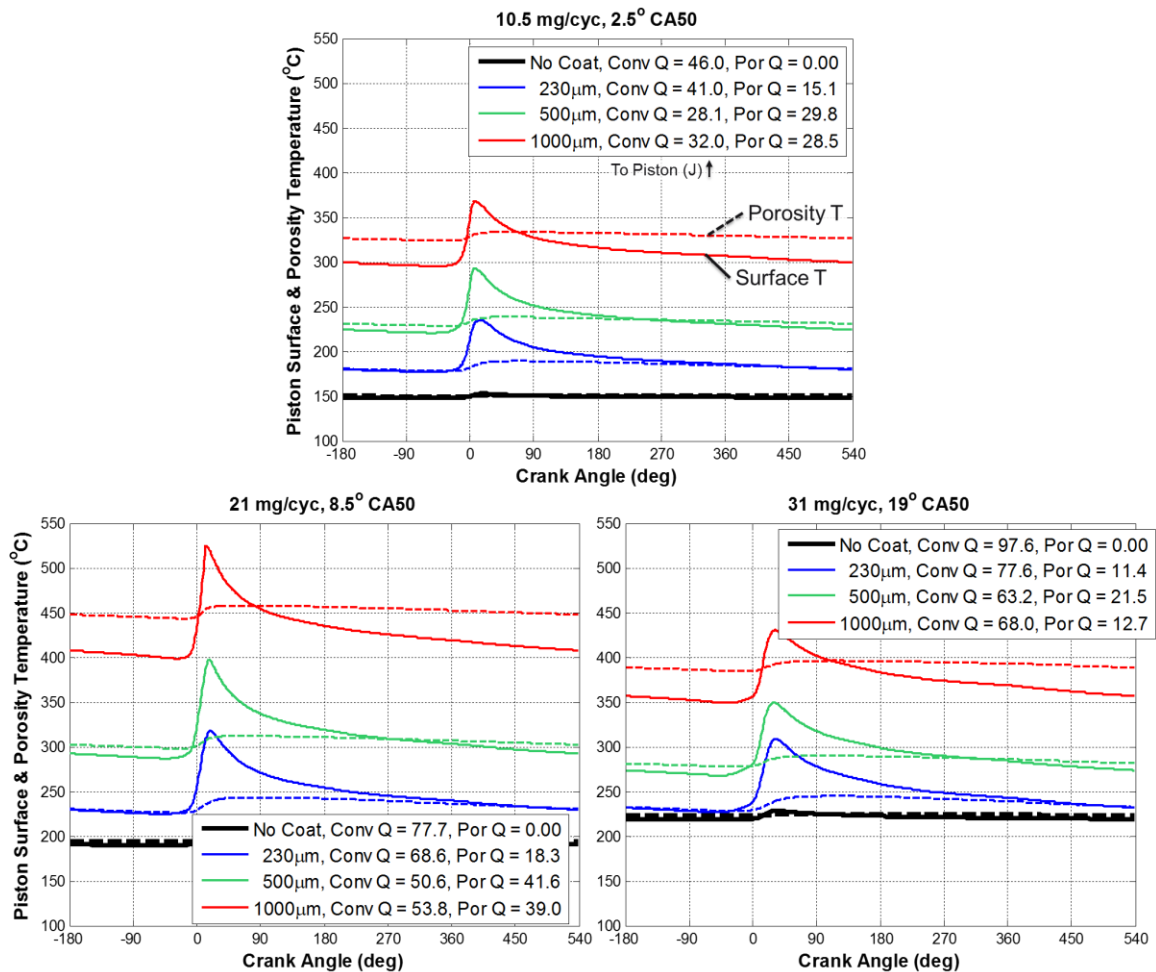 10.5 mg/cyc, 2.5° CA50
Piston Surface & Porosity Temperature (°C)
550
500
450
400
350
300
250
200
150
100
No Coat, Conv Q = 46.0, Por Q = 0.00
230μm, Conv Q = 41.0, Por Q = 15.1
500μm, Conv Q = 28.1, Por Q = 29.8
1000μm, Conv Q = 32.0, Por Q = 28.5
To Piston (J)
Porosity T
Surface T
-180 -90 0 90 180 270 360 450 540
Crank Angle (deg)
21 mg/cyc, 8.5° CA50
Piston Surface & Porosity Temperature (°C)
550
500
450
400
350
300
250
200
150
100
No Coat, Conv Q = 77.7, Por Q = 0.00
230μm, Conv Q = 68.6, Por Q = 18.3
500μm, Conv Q = 50.6, Por Q = 41.6
1000μm, Conv Q = 53.8, Por Q = 39.0
-180 -90 0 90 180 270 360 450 540
Crank Angle (deg)
31 mg/cyc, 19° CA50
550
500
450
400
350
300
250
200
150
100
No Coat, Conv Q = 97.6, Por Q = 0.00
230μm, Conv Q = 77.6, Por Q = 11.4
500μm, Conv Q = 63.2, Por Q = 21.5
1000μm, Conv Q = 68.0, Por Q = 12.7
-180 -90 0 90 180 270 360 450 540
Crank Angle (deg)